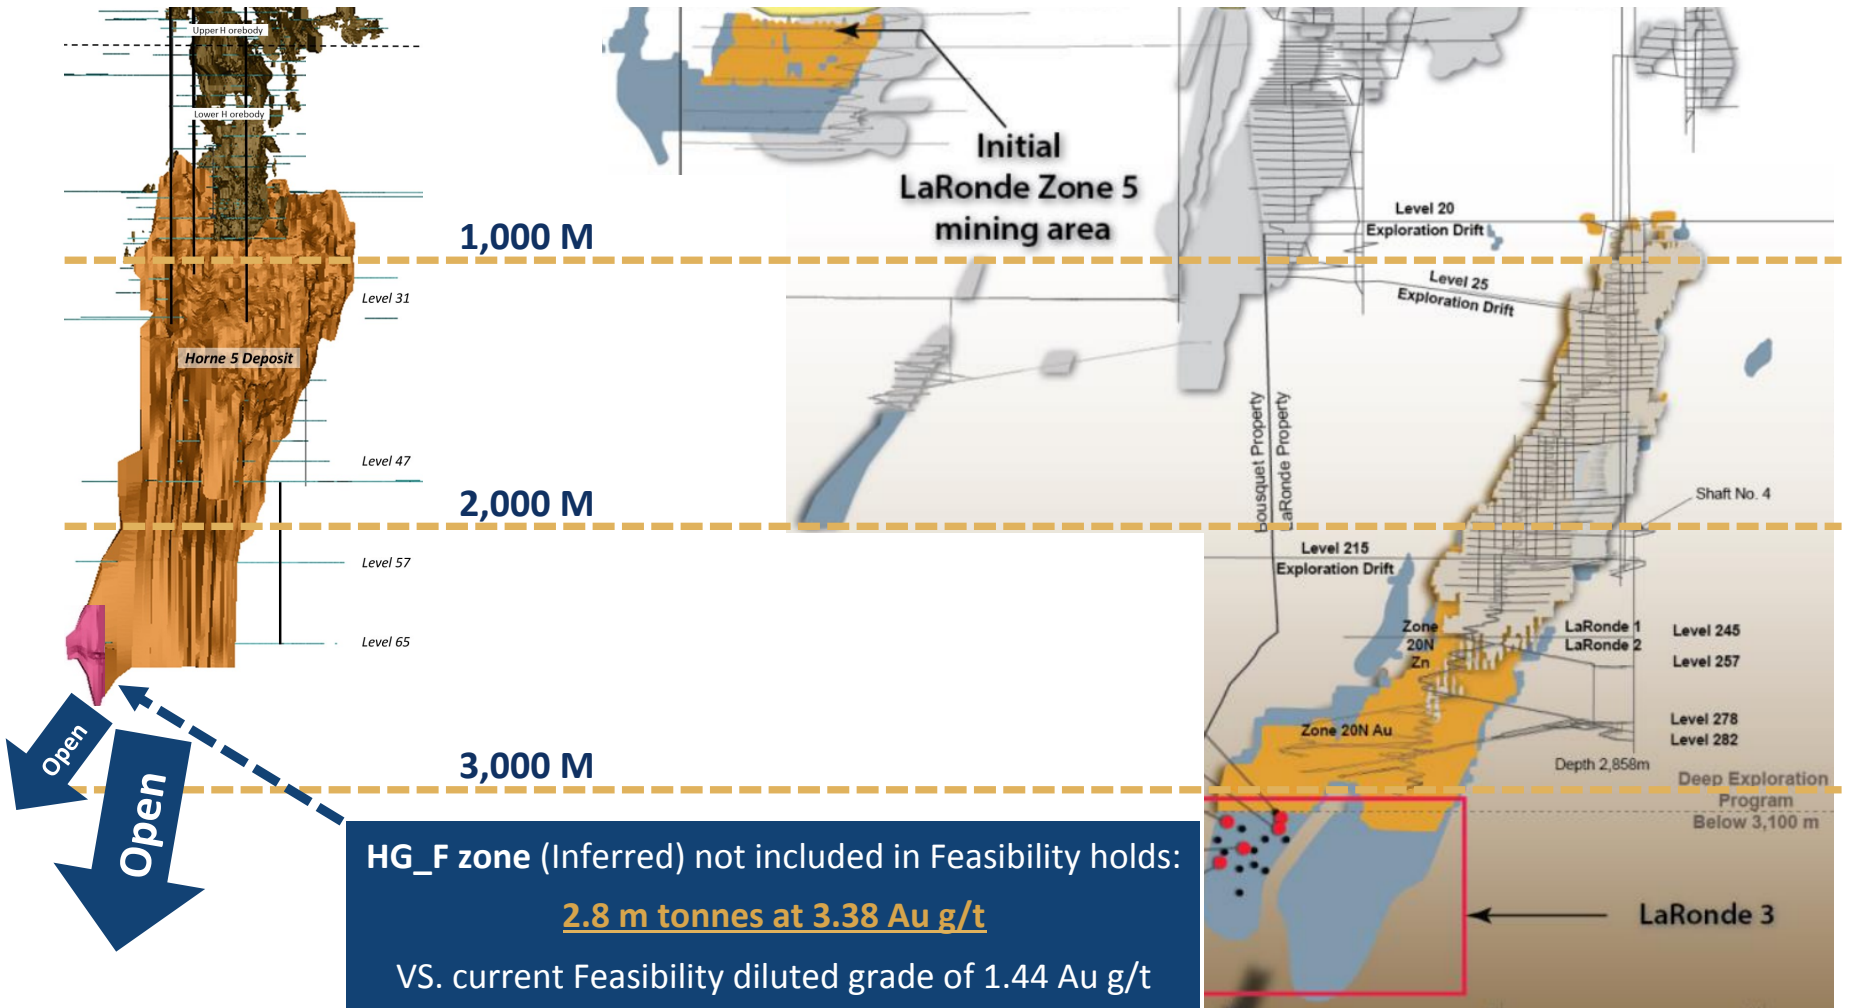 Upper H orebody
Lower H orebody
Initial
LaRonde Zone 5
mining area
Level 20
Exploration Drift
1,000 M
Level 25
Exploration Drift
Level 31
Horne 5 Deposit
Bousquet Property
LaRonde Property
Level 47
2,000 M
Shaft No. 4
Level 215
Exploration Drift
Level 57
Zone
20N
Zn
LaRonde 1
LaRonde 2
Level 245
Level 257
Level 65
Level 278
Level 282
Zone 20N Au
Open
Open
3,000 M
Depth 2,858m
Deep Exploration
Program
Below 3,100 m
HG_F zone (Inferred) not included in Feasibility holds:
2.8 m tonnes at 3.38 Au g/t
VS. current Feasibility diluted grade of 1.44 Au g/t
LaRonde 3